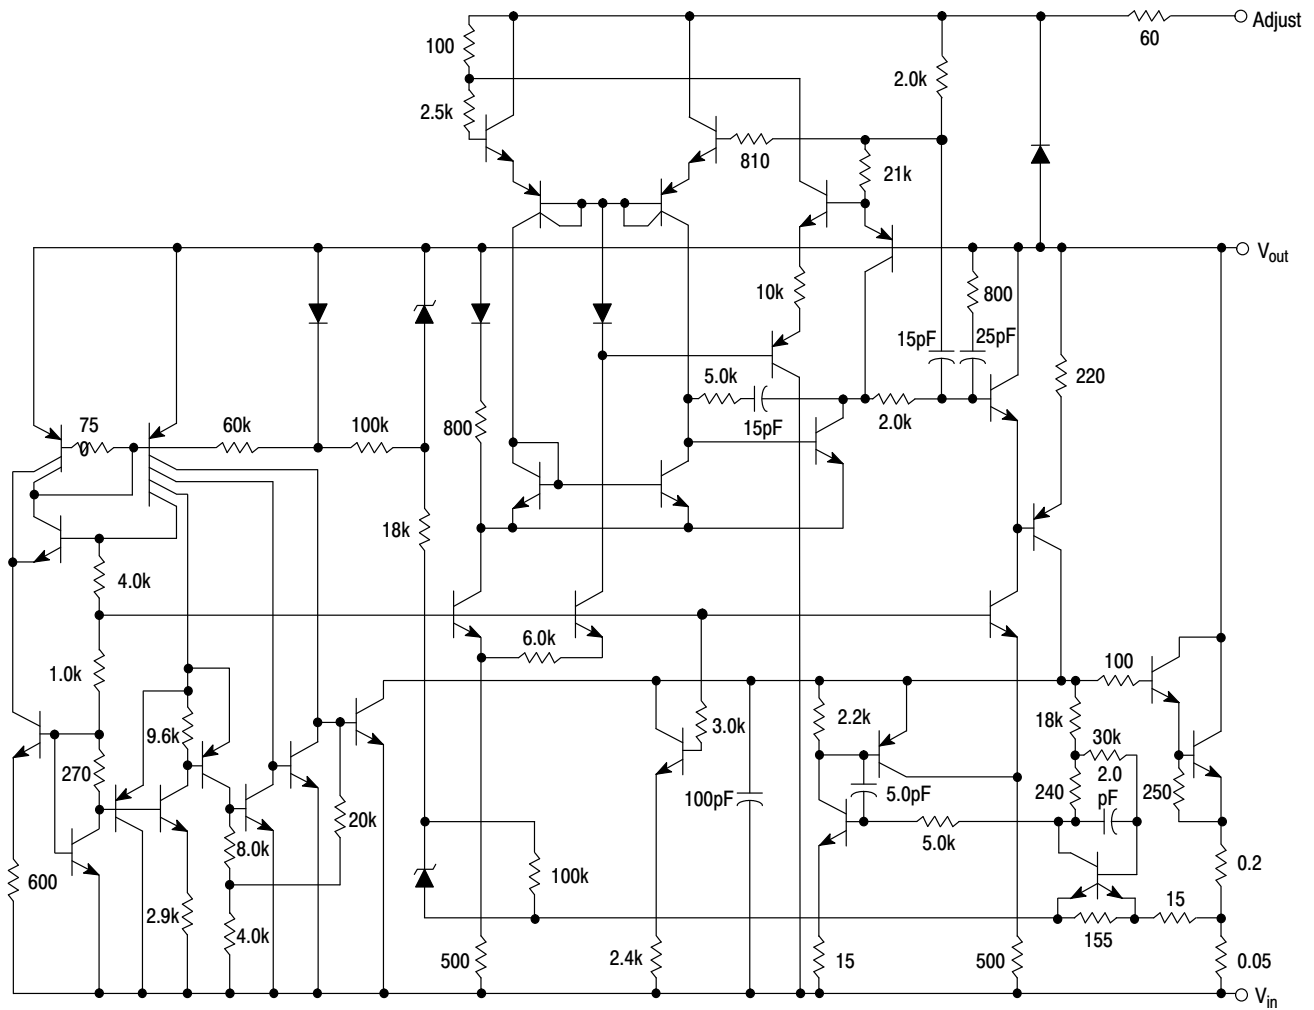 Adjust
60
100
2.0k
2.5k
810
21k
Vout
10k
800
15pF
25pF
5.0k
220
75
0
60k
100k
800
15pF
2.0k
18k
4.0k
6.0k
1.0k
100
9.6k
3.0k
2.2k
18k
30k
270
2.0
pF
240
250
100pF
5.0pF
20k
5.0k
8.0k
600
100k
0.2
2.9k
15
4.0k
155
500
2.4k
15
500
0.05
Vin